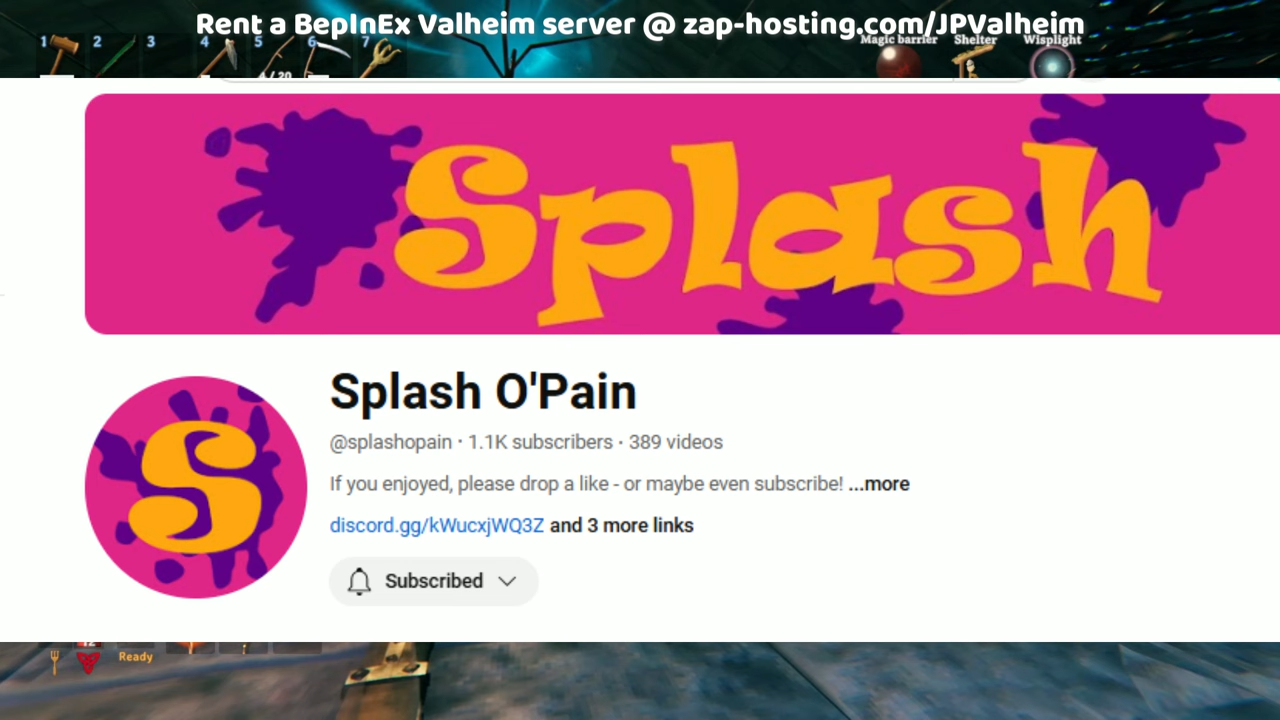 Rent a BepInEx Valheim server @ zap-hosting.com/JPValheim
1 2 3 4 5 6 7
Magic barrier Shelter Wisplight
4/20
Splash
S
Splash O'Pain
@splashopain · 1.1K subscribers · 389 videos
If you enjoyed, please drop a like - or maybe even subscribe! ...more
discord.gg/kWucxjWQ3Z and 3 more links
Subscribed
Ready